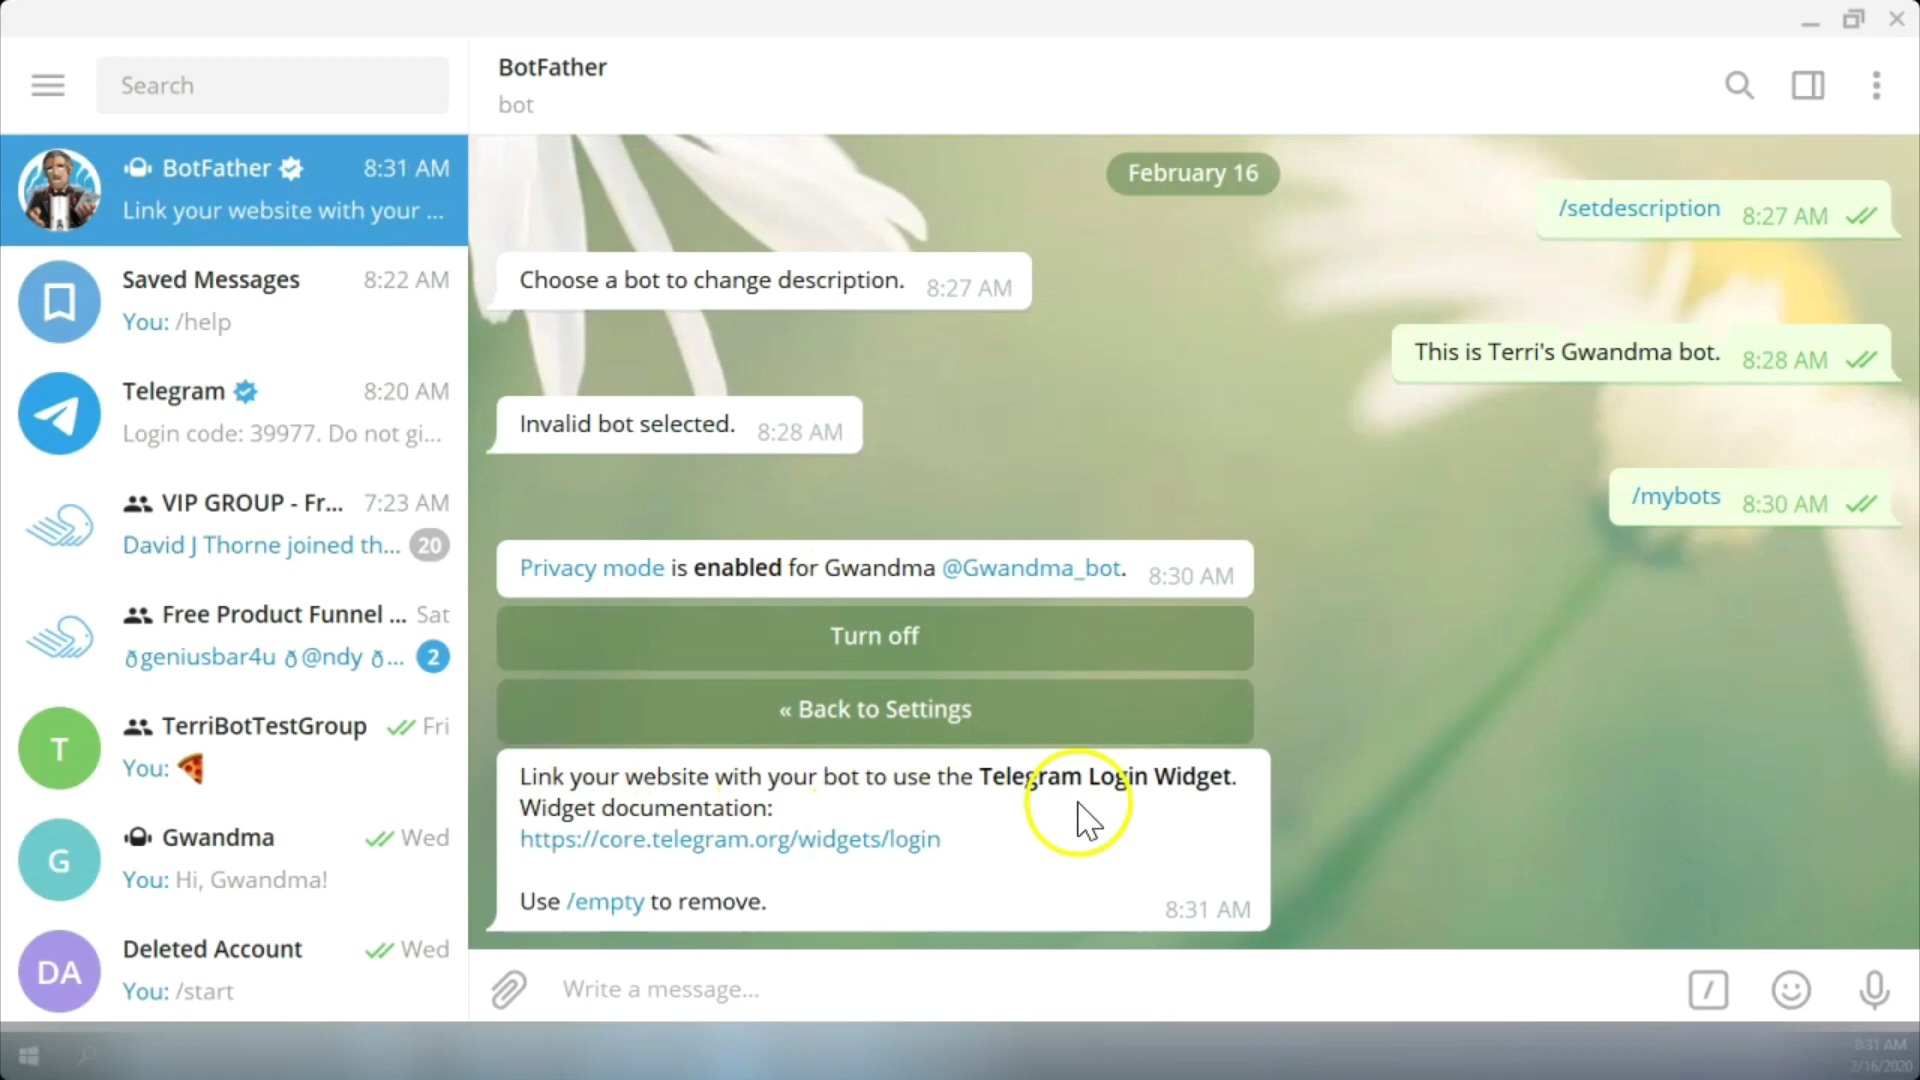 Search
BotFather
bot
BotFather 8:31 AM
Link your website with your ...
Saved Messages 8:22 AM
You: /help
Telegram 8:20 AM
Login code: 39977. Do not gi...
VIP GROUP - Fr... 7:23 AM
David J Thorne joined th... 20
Free Product Funnel ... Sat
ðgeniusbar4u ð@ndy ð... 2
T
TerriBotTestGroup Fri
You: 🍕
G
Gwandma Wed
You: Hi, Gwandma!
DA
Deleted Account Wed
You: /start
February 16
/setdescription 8:27 AM
Choose a bot to change description. 8:27 AM
This is Terri's Gwandma bot. 8:28 AM
Invalid bot selected. 8:28 AM
/mybots 8:30 AM
Privacy mode is enabled for Gwandma @Gwandma_bot. 8:30 AM
Turn off
« Back to Settings
Link your website with your bot to use the Telegram Login Widget.
Widget documentation:
https://core.telegram.org/widgets/login
Use /empty to remove. 8:31 AM
Write a message...
8:31 AM
2/16/2020